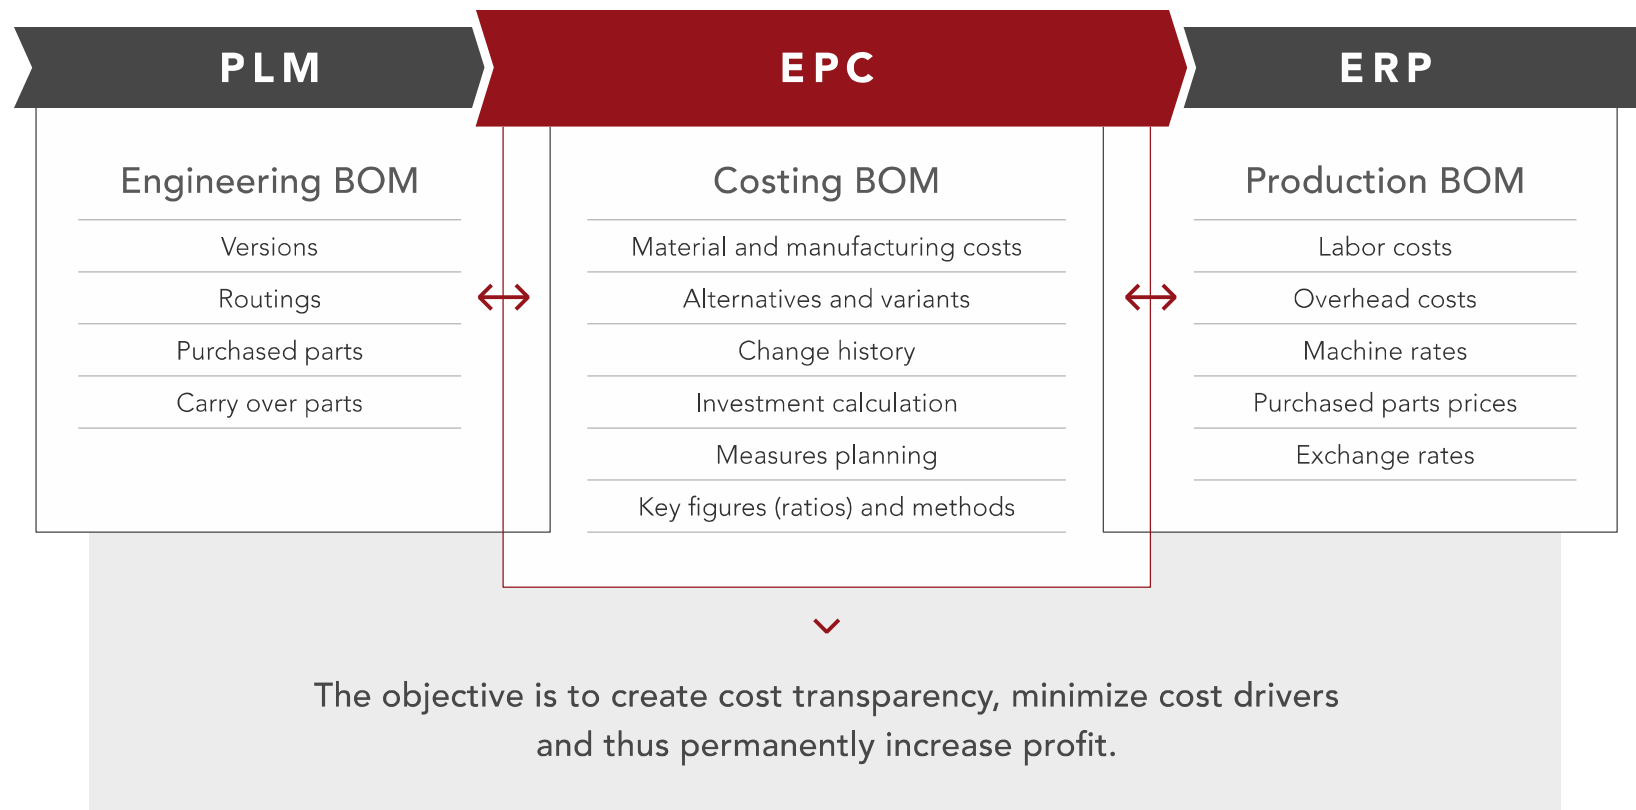 PLM
EPC
ERP
Engineering BOM
Versions
Routings
Purchased parts
Carry over parts
Costing BOM
Material and manufacturing costs
Alternatives and variants
Change history
Investment calculation
Measures planning
Key figures (ratios) and methods
Production BOM
Labor costs
Overhead costs
Machine rates
Purchased parts prices
Exchange rates
The objective is to create cost transparency, minimize cost drivers
and thus permanently increase profit.